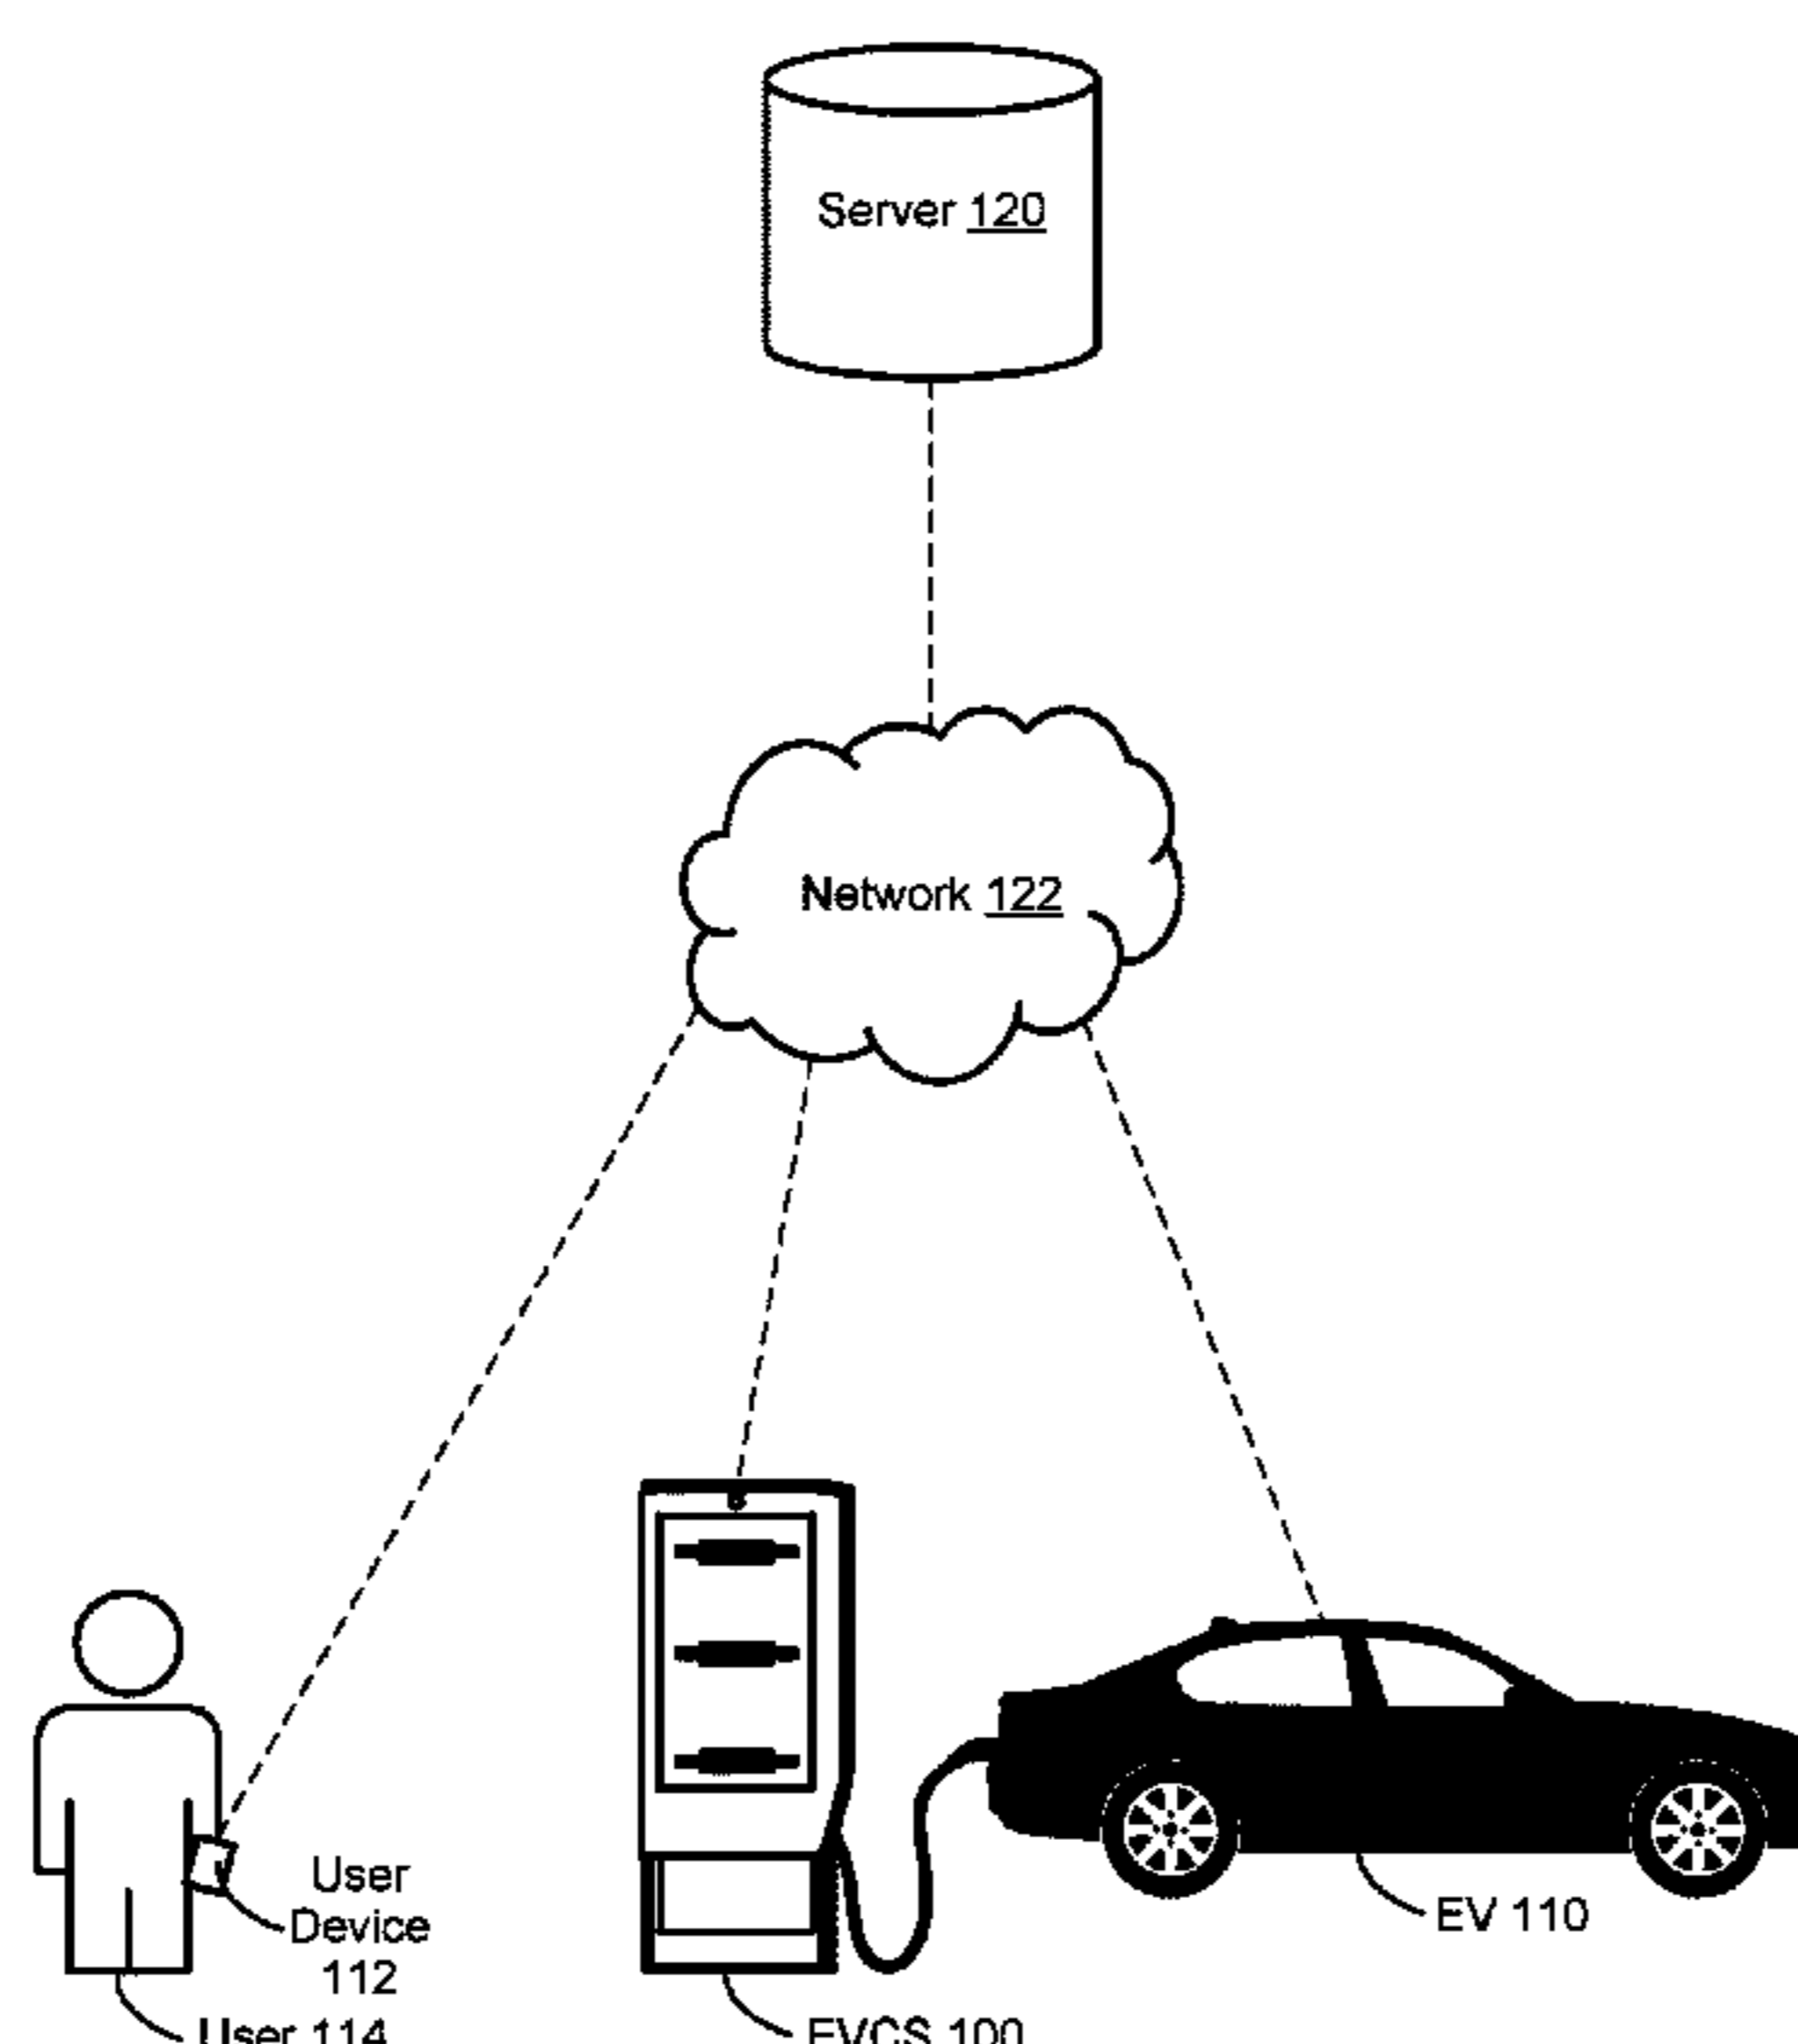 Server 120
Network 122
User
Device
112
EV 110
User 114
EVCS 100